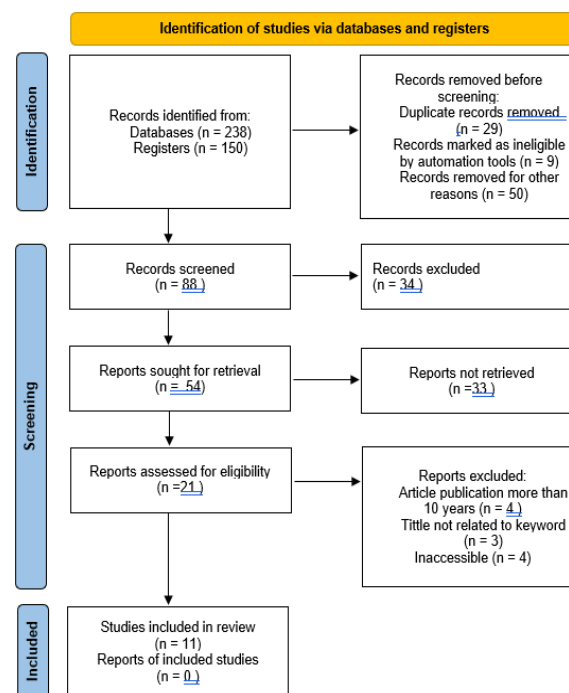 Identification of studies via databases and registers
Identification
Records identified from:
Databases (n = 238)
Registers (n = 150)
Records removed before
screening:
Duplicate records removed
(n = 29)
Records marked as ineligible
by automation tools (n = 9)
Records removed for other
reasons (n = 50)
Screening
Records screened
(n = 88 )
Records excluded
(n = 34 )
Reports sought for retrieval
(n = 54)
Reports not retrieved
(n =33 )
Reports assessed for eligibility
(n =21 )
Reports excluded:
Article publication more than
10 years (n = 4 )
Tittle not related to keyword
(n = 3)
Inaccessible (n = 4)
Included
Studies included in review
(n = 11)
Reports of included studies
(n = 0 )